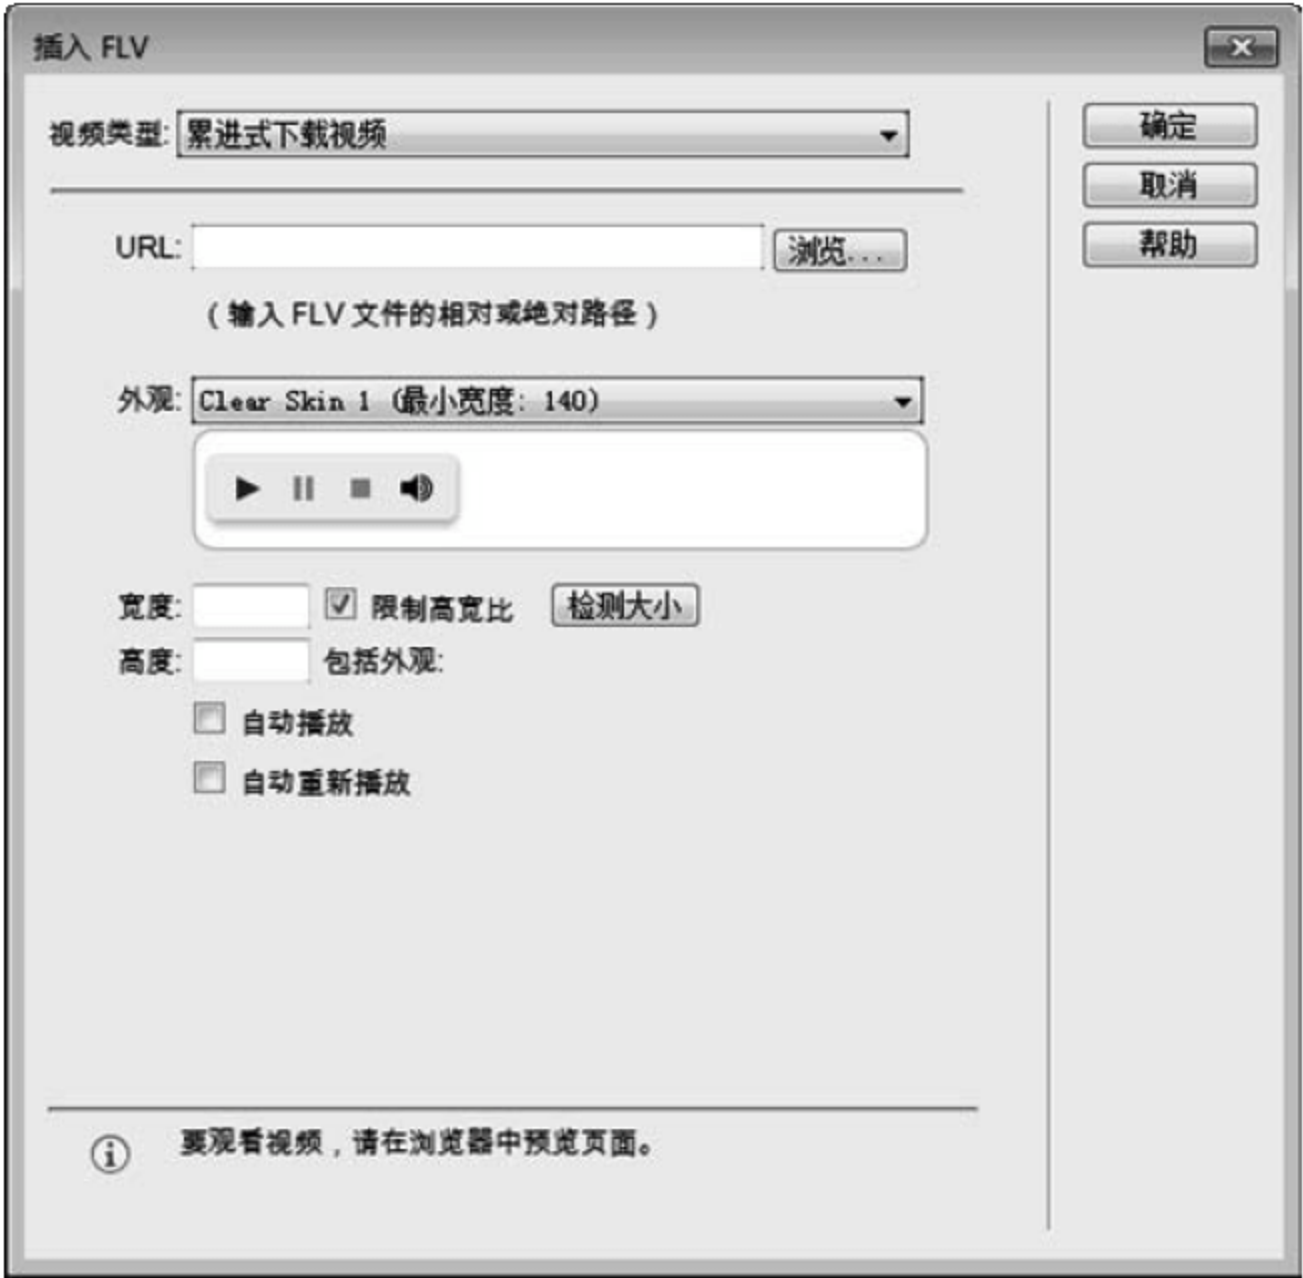 插入 FLV
视频类型: 累进式下载视频
确定
取消
帮助
URL: 浏览...
(输入 FLV 文件的相对或绝对路径)
外观: Clear Skin 1 (最小宽度: 140)
宽度: 限制高宽比 检测大小
高度: 包括外观:
自动播放
自动重新播放
要观看视频，请在浏览器中预览页面。